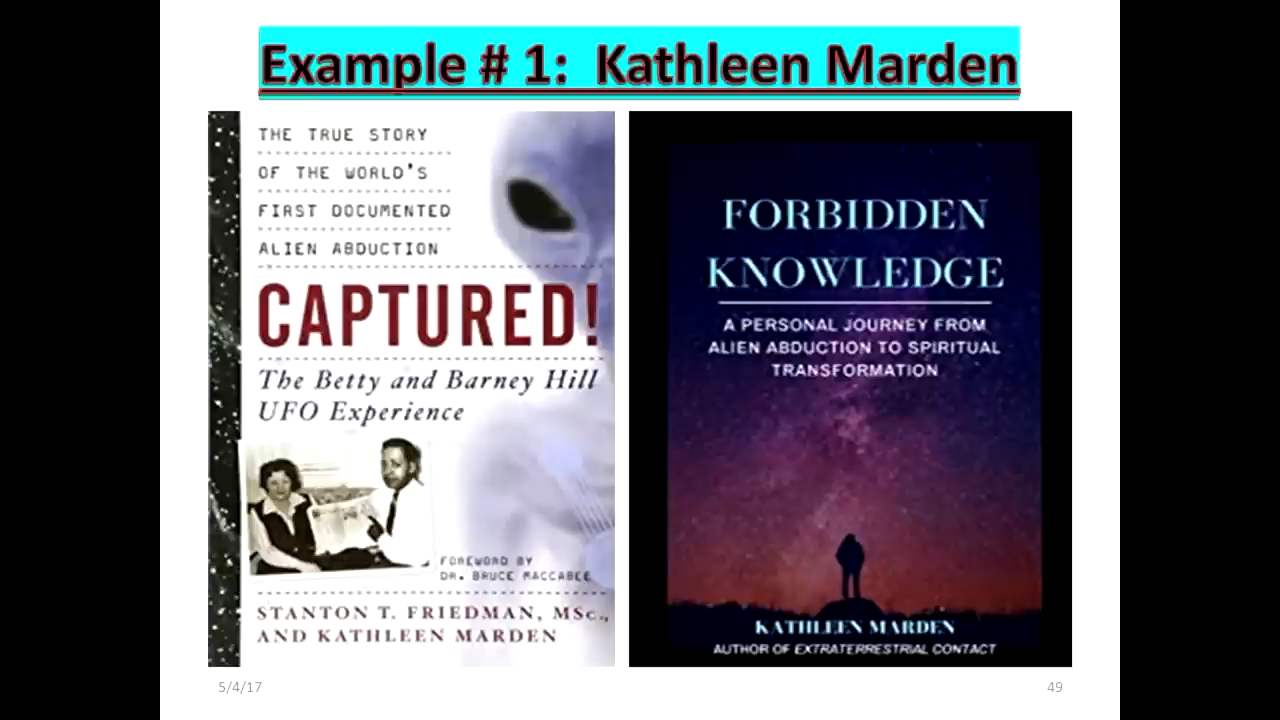 Example # 1: Kathleen Marden
THE TRUE STORY
OF THE WORLD'S
FIRST DOCUMENTED
ALIEN ABDUCTION
CAPTURED!
The Betty and Barney Hill
UFO Experience
FOREWORD BY
DR. BRUCE MACCABEE
STANTON T. FRIEDMAN, MSc.,
AND KATHLEEN MARDEN
FORBIDDEN
KNOWLEDGE
A PERSONAL JOURNEY FROM
ALIEN ABDUCTION TO SPIRITUAL
TRANSFORMATION
KATHLEEN MARDEN
AUTHOR OF EXTRATERRESTRIAL CONTACT
5/4/17
49